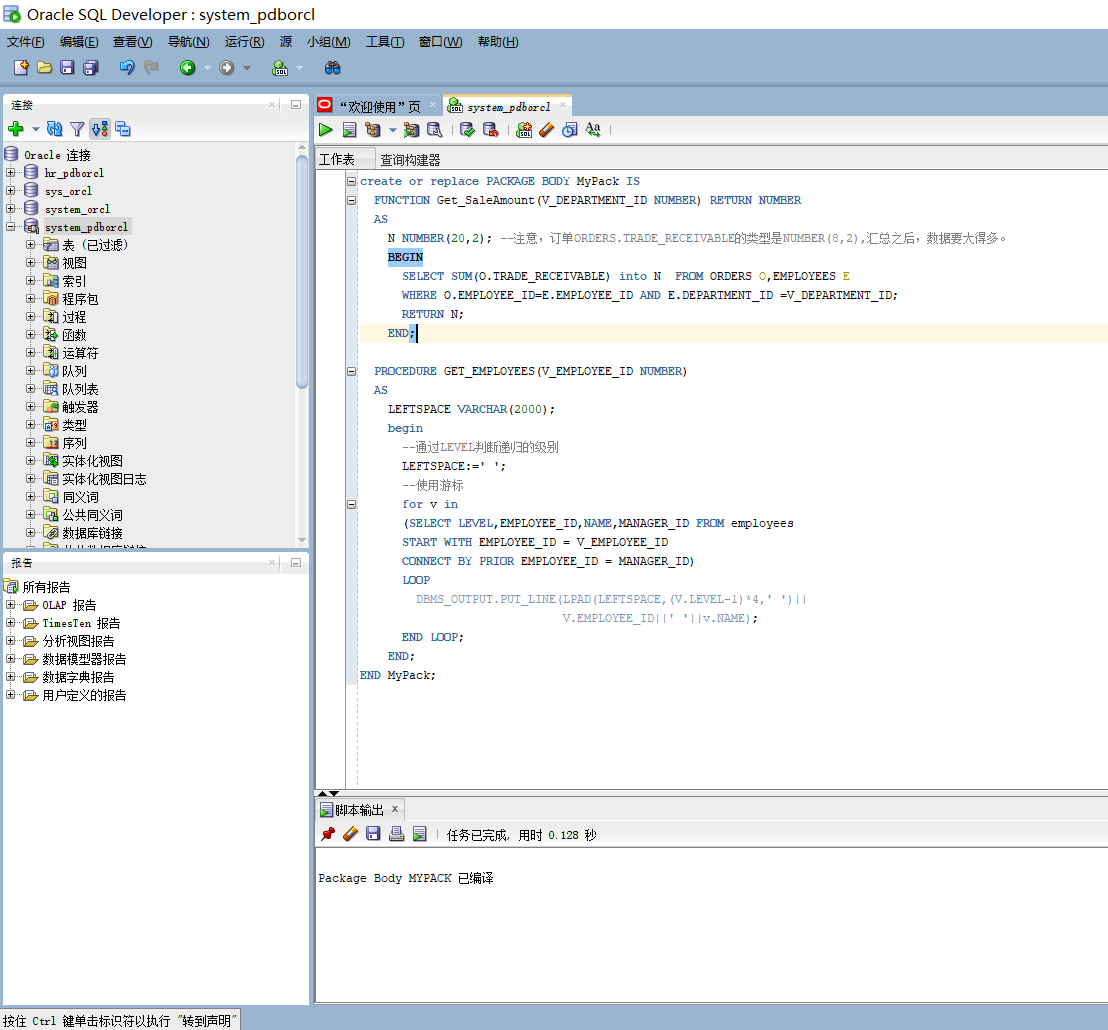 Oracle SQL Developer : system_pdborcl
文件(F) 编辑(E) 查看(V) 导航(N) 运行(R) 源 小组(M) 工具(T) 窗口(W) 帮助(H)
连接
Oracle 连接
hr_pdborcl
sys_orcl
system_orcl
system_pdborcl
表 (已过滤)
视图
索引
程序包
过程
函数
运算符
队列
队列表
触发器
类型
序列
实体化视图
实体化视图日志
同义词
公共同义词
数据库链接
报告
所有报告
OLAP 报告
TimesTen 报告
分析视图报告
数据模型器报告
数据字典报告
用户定义的报告
“欢迎使用”页 system_pdborcl
工作表 查询构建器
create or replace PACKAGE BODY MyPack IS
FUNCTION Get_SaleAmount(V_DEPARTMENT_ID NUMBER) RETURN NUMBER
AS
N NUMBER(20,2); --注意，订单ORDERS.TRADE_RECEIVABLE的类型是NUMBER(8,2),汇总之后，数据要大得多。
BEGIN
SELECT SUM(O.TRADE_RECEIVABLE) into N  FROM ORDERS O,EMPLOYEES E
WHERE O.EMPLOYEE_ID=E.EMPLOYEE_ID AND E.DEPARTMENT_ID =V_DEPARTMENT_ID;
RETURN N;
END;
PROCEDURE GET_EMPLOYEES(V_EMPLOYEE_ID NUMBER)
AS
LEFTSPACE VARCHAR(2000);
begin
--通过LEVEL判断递归的级别
LEFTSPACE:=' ';
--使用游标
for v in
(SELECT LEVEL,EMPLOYEE_ID,NAME,MANAGER_ID FROM employees
START WITH EMPLOYEE_ID = V_EMPLOYEE_ID
CONNECT BY PRIOR EMPLOYEE_ID = MANAGER_ID)
LOOP
DBMS_OUTPUT.PUT_LINE(LPAD(LEFTSPACE,(V.LEVEL-1)*4,' ')||
V.EMPLOYEE_ID||' '||v.NAME);
END LOOP;
END;
END MyPack;
脚本输出 x
任务已完成, 用时 0.128 秒
Package Body MYPACK 已编译
按住 Ctrl 键单击标识符以执行 "转到声明"